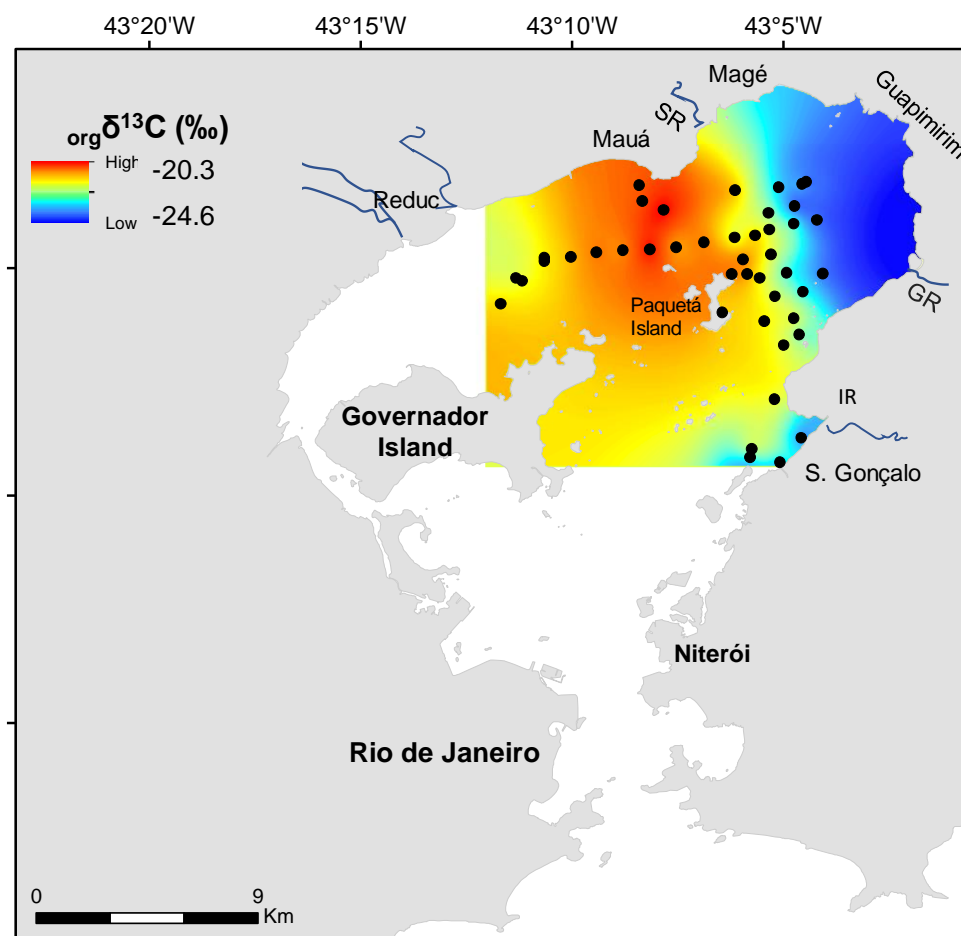 43°20'W 43°15'W 43°10'W 43°5'W
Magé
Guapimirim
SR
orgδ¹³C (‰)
Mauá
High -20.3
Reduc
Low -24.6
GR
Paquetá
Island
IR
Governador
Island
S. Gonçalo
Niterói
Rio de Janeiro
0 9
Km